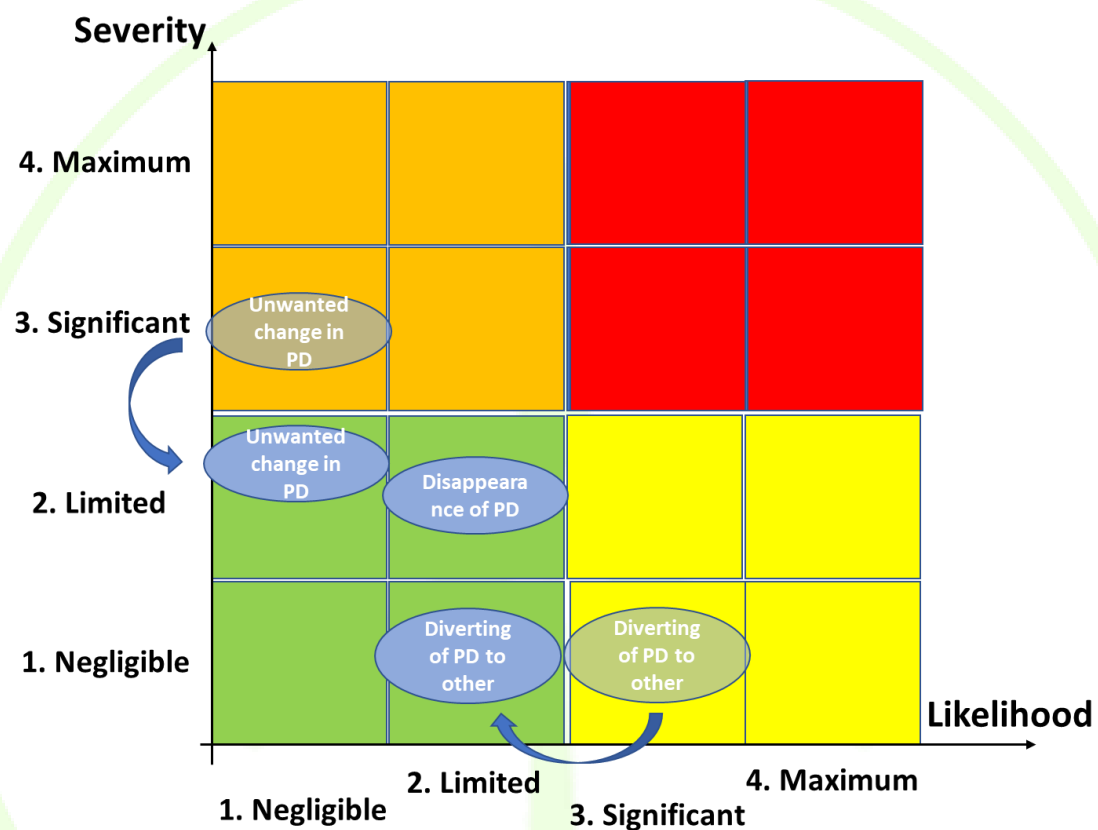 Severity
4. Maximum
3. Significant
Unwanted
change in
PD
Unwanted
change in
PD
2. Limited
Disappeara
nce of PD
1. Negligible
Diverting
of PD to
other
Diverting
of PD to
other
Likelihood
1. Negligible
2. Limited
3. Significant
4. Maximum